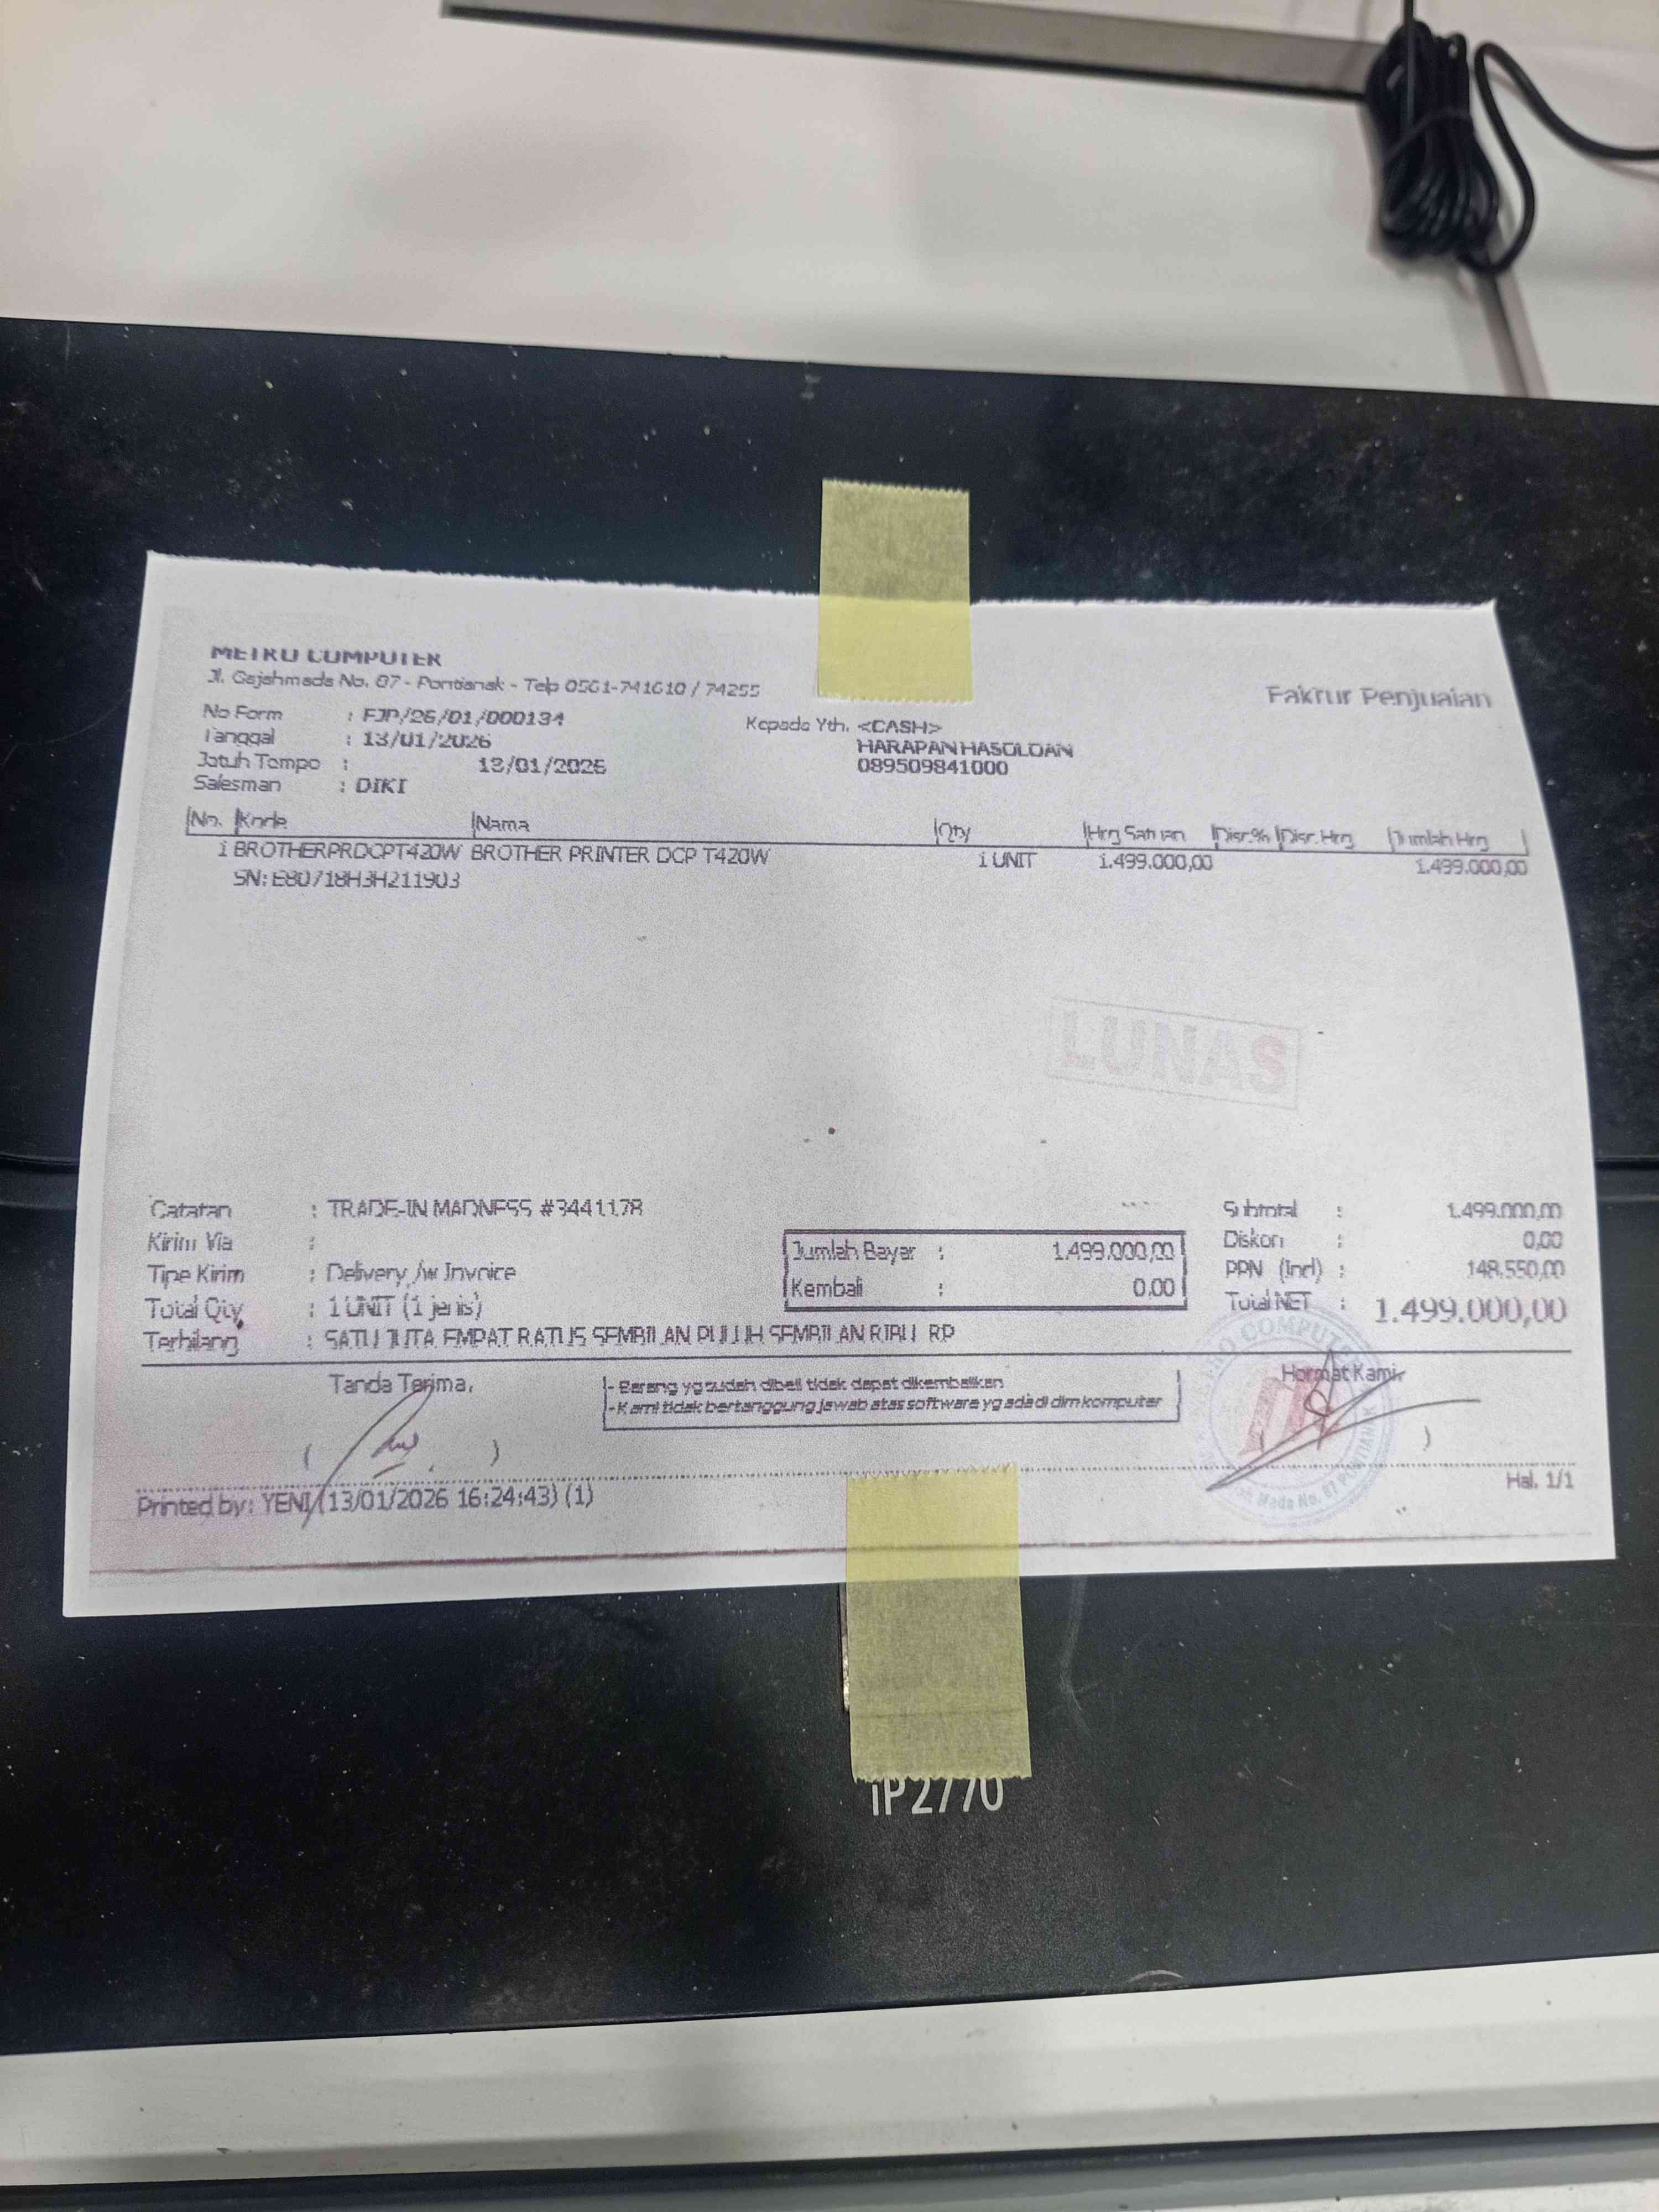 METRO COMPUTER
Jl. Gajahmada No. 87 - Pontianak - Telp 0561-741610 / 74255
Faktur Penjualan
No Form : FJP/26/01/000134
Tanggal : 13/01/2026
Jatuh Tempo : 13/01/2026
Salesman : DIKI
Kepada Yth. <CASH>
HARAPAN HASOLOAN
089509841000
No. Kode Nama Qty Hrg Satuan Disc.% Disc. Hrg Jumlah Hrg
1 BROTHERPRDCPT420W BROTHER PRINTER DCP T420W 1 UNIT 1.499.000,00 1.499.000,00
SN: E80718H3H211903
LUNAS
Catatan : TRADE-IN MADNESS #3441178
Kirim Via :
Tipe Kirim : Delivery /w Invoice
Total Qty : 1 UNIT (1 jenis)
Terbilang : SATU JUTA EMPAT RATUS SEMBILAN PULUH SEMBILAN RIBU RP
Jumlah Bayar : 1.499.000,00
Kembali : 0,00
Subtotal : 1.499.000,00
Diskon : 0,00
PPN (Incl) : 148.550,00
Total NET : 1.499.000,00
Tanda Terima,
( )
- Barang yg sudah dibeli tidak dapat dikembalikan
- Kami tidak bertanggung jawab atas software yg ada di dlm komputer
Hormat Kami,
)
Printed by: YENI (13/01/2026 16:24:43) (1)
Hal. 1/1
iP2770